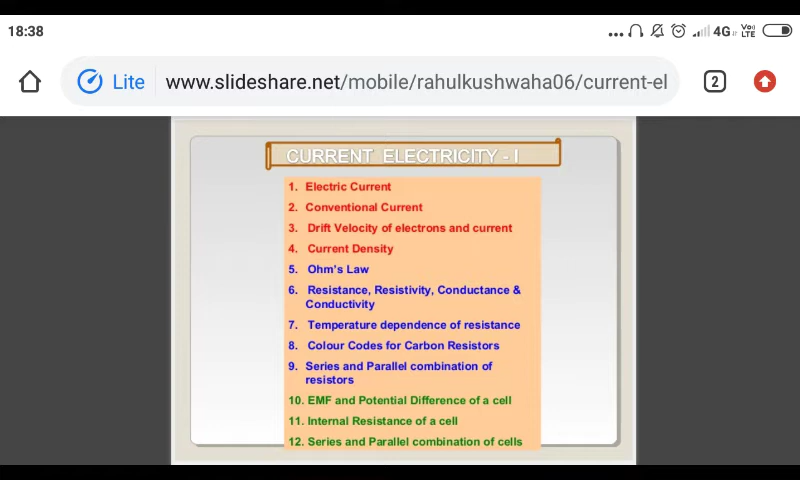 18:38
... 4G Vo) LTE
Lite www.slideshare.net/mobile/rahulkushwaha06/current-el 2
CURRENT ELECTRICITY - I
1. Electric Current
2. Conventional Current
3. Drift Velocity of electrons and current
4. Current Density
5. Ohm's Law
6. Resistance, Resistivity, Conductance &
Conductivity
7. Temperature dependence of resistance
8. Colour Codes for Carbon Resistors
9. Series and Parallel combination of
resistors
10. EMF and Potential Difference of a cell
11. Internal Resistance of a cell
12. Series and Parallel combination of cells